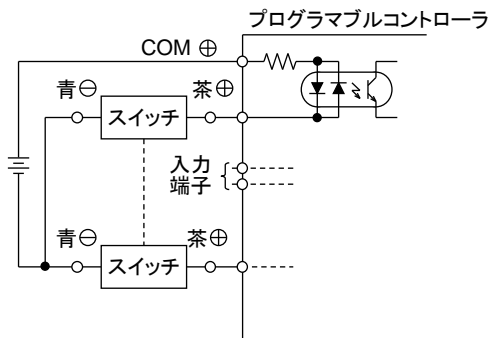 プログラマブルコントローラ
COM ⊕
青⊖ 茶⊕
スイッチ
入力
端子
青⊖ 茶⊕
スイッチ